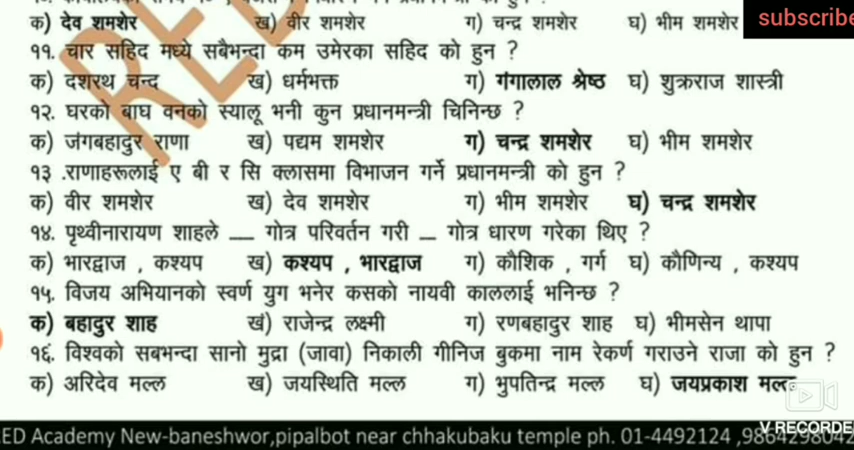 क) देव शमशेर ख) वीर शमशेर ग) चन्द्र शमशेर घ) भीम शमशेर
subscribe
११. चार सहिद मध्ये सबैभन्दा कम उमेरका सहिद को हुन ?
क) दशरथ चन्द ख) धर्मभक्त ग) गंगालाल श्रेष्ठ घ) शुक्रराज शास्त्री
१२. घरको बाघ वनको स्यालू भनी कुन प्रधानमन्त्री चिनिन्छ ?
क) जंगबहादुर राणा ख) पद्यम शमशेर ग) चन्द्र शमशेर घ) भीम शमशेर
१३ .राणाहरूलाई ए बी र सि क्लासमा विभाजन गर्ने प्रधानमन्त्री को हुन ?
क) वीर शमशेर ख) देव शमशेर ग) भीम शमशेर घ) चन्द्र शमशेर
१४. पृथ्वीनारायण शाहले __ गोत्र परिवर्तन गरी _ गोत्र धारण गरेका थिए ?
क) भारद्वाज , कश्यप ख) कश्यप , भारद्वाज ग) कौशिक , गर्ग घ) कौणिन्य , कश्यप
१५. विजय अभियानको स्वर्ण युग भनेर कसको नायवी काललाई भनिन्छ ?
क) बहादुर शाह ख) राजेन्द्र लक्ष्मी ग) रणबहादुर शाह घ) भीमसेन थापा
१६. विश्वको सबभन्दा सानो मुद्रा (जावा) निकाली गीनिज बुकमा नाम रेकर्ण गराउने राजा को हुन ?
क) अरिदेव मल्ल ख) जयस्थिति मल्ल ग) भुपतिन्द्र मल्ल घ) जयप्रकाश मल्ल
RED
ED Academy New-baneshwor,pipalbot near chhakubaku temple ph. 01-4492124 ,9864298042
V RECORDE